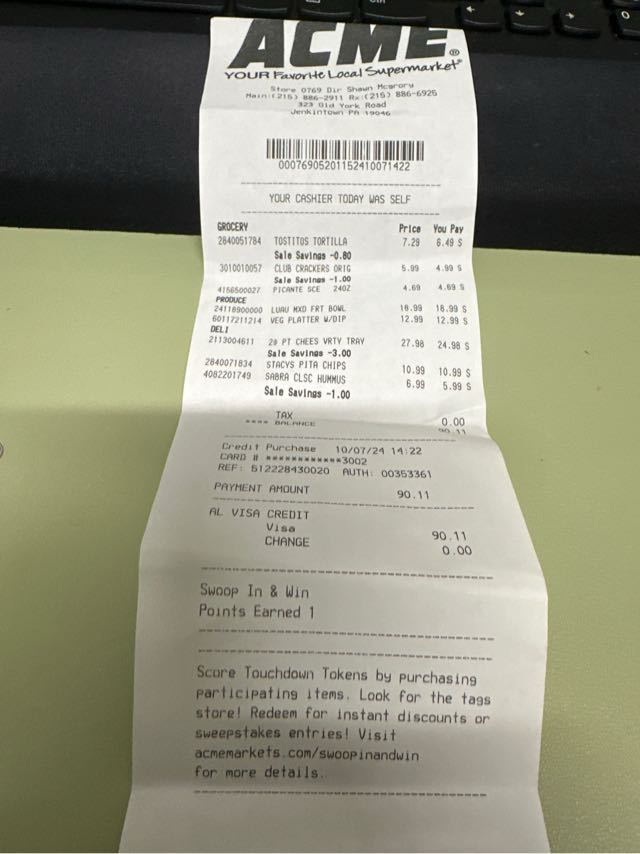 ACME®
YOUR Favorite Local Supermarket®
Store 0769 Dir Shawn Mcgrory
Main:(215) 886-2911 Rx:(215) 886-6925
323 Old York Road
Jenkintown PA 19046
00076905201152410071422
YOUR CASHIER TODAY WAS SELF
GROCERY Price You Pay
2840051784 TOSTITOS TORTILLA 7.29 6.49 S
Sale Savings -0.80
3010010057 CLUB CRACKERS ORIG 5.99 4.99 S
Sale Savings -1.00
4156500027 PICANTE SCE 24OZ 4.69 4.69 S
PRODUCE
24118900000 LUAU MXD FRT BOWL 18.99 18.99 S
60117211214 VEG PLATTER W/DIP 12.99 12.99 S
DELI
2113004611 20 PT CHEES VRTY TRAY 27.98 24.98 S
Sale Savings -3.00
2840071834 STACYS PITA CHIPS 10.99 10.99 S
4082201749 SABRA CLSC HUMMUS 6.99 5.99 S
Sale Savings -1.00
TAX 0.00
**** BALANCE 90.11
Credit Purchase 10/07/24 14:22
CARD # ************3002
REF: 512228430020 AUTH: 00353361
PAYMENT AMOUNT 90.11
AL VISA CREDIT
Visa 90.11
CHANGE 0.00
Swoop In & Win
Points Earned 1
Score Touchdown Tokens by purchasing
participating items. Look for the tags
store! Redeem for instant discounts or
sweepstakes entries! Visit
acmemarkets.com/swoopinandwin
for more details.